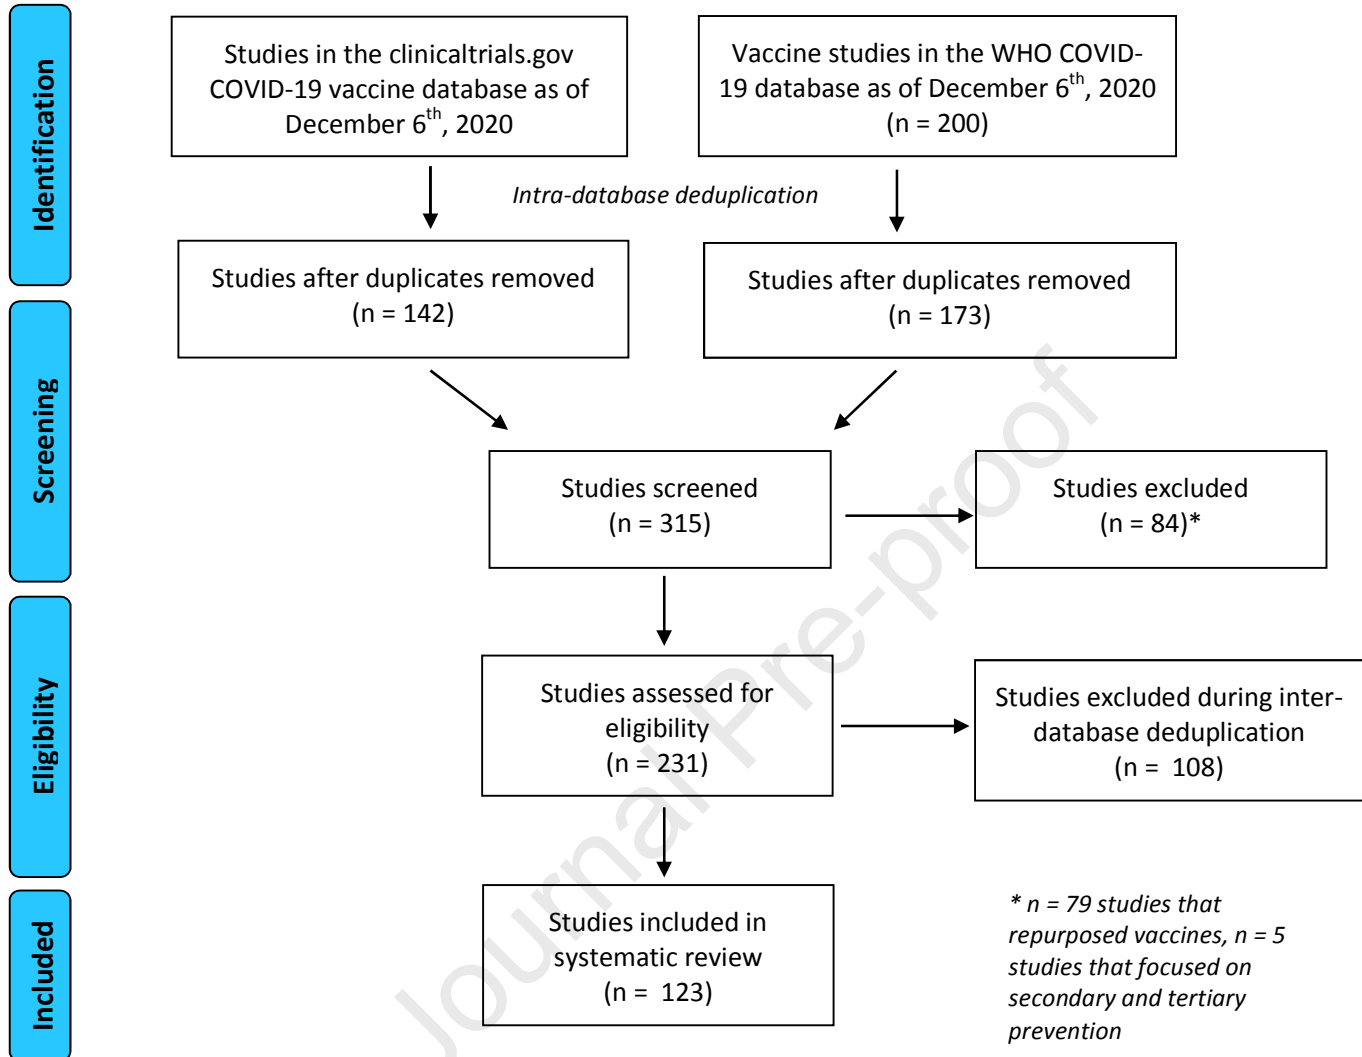 Identification
Studies in the clinicaltrials.gov
COVID-19 vaccine database as of
December 6th, 2020
Vaccine studies in the WHO COVID-
19 database as of December 6th, 2020
(n = 200)
Intra-database deduplication
Studies after duplicates removed
(n = 142)
Studies after duplicates removed
(n = 173)
Screening
Studies screened
(n = 315)
Studies excluded
(n = 84)*
Eligibility
Studies assessed for
eligibility
(n = 231)
Studies excluded during inter-
database deduplication
(n = 108)
Included
Studies included in
systematic review
(n = 123)
* n = 79 studies that
repurposed vaccines, n = 5
studies that focused on
secondary and tertiary
prevention
Journal Pre-proof